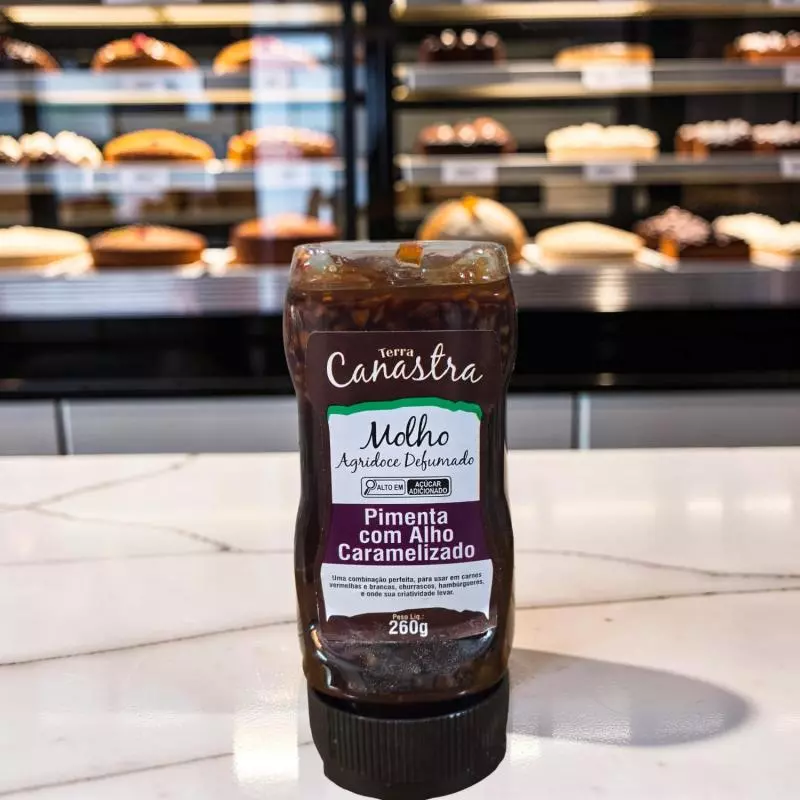 Terra
Canastra
Molho
Agridoce Defumado
ALTO EM AÇÚCAR ADICIONADO
Pimenta
com Alho
Caramelizado
Uma combinação perfeita, para usar em carnes
vermelhas e brancas, churrascos, hambúrgueres,
e onde sua criatividade levar.
Peso Liq.:
260g